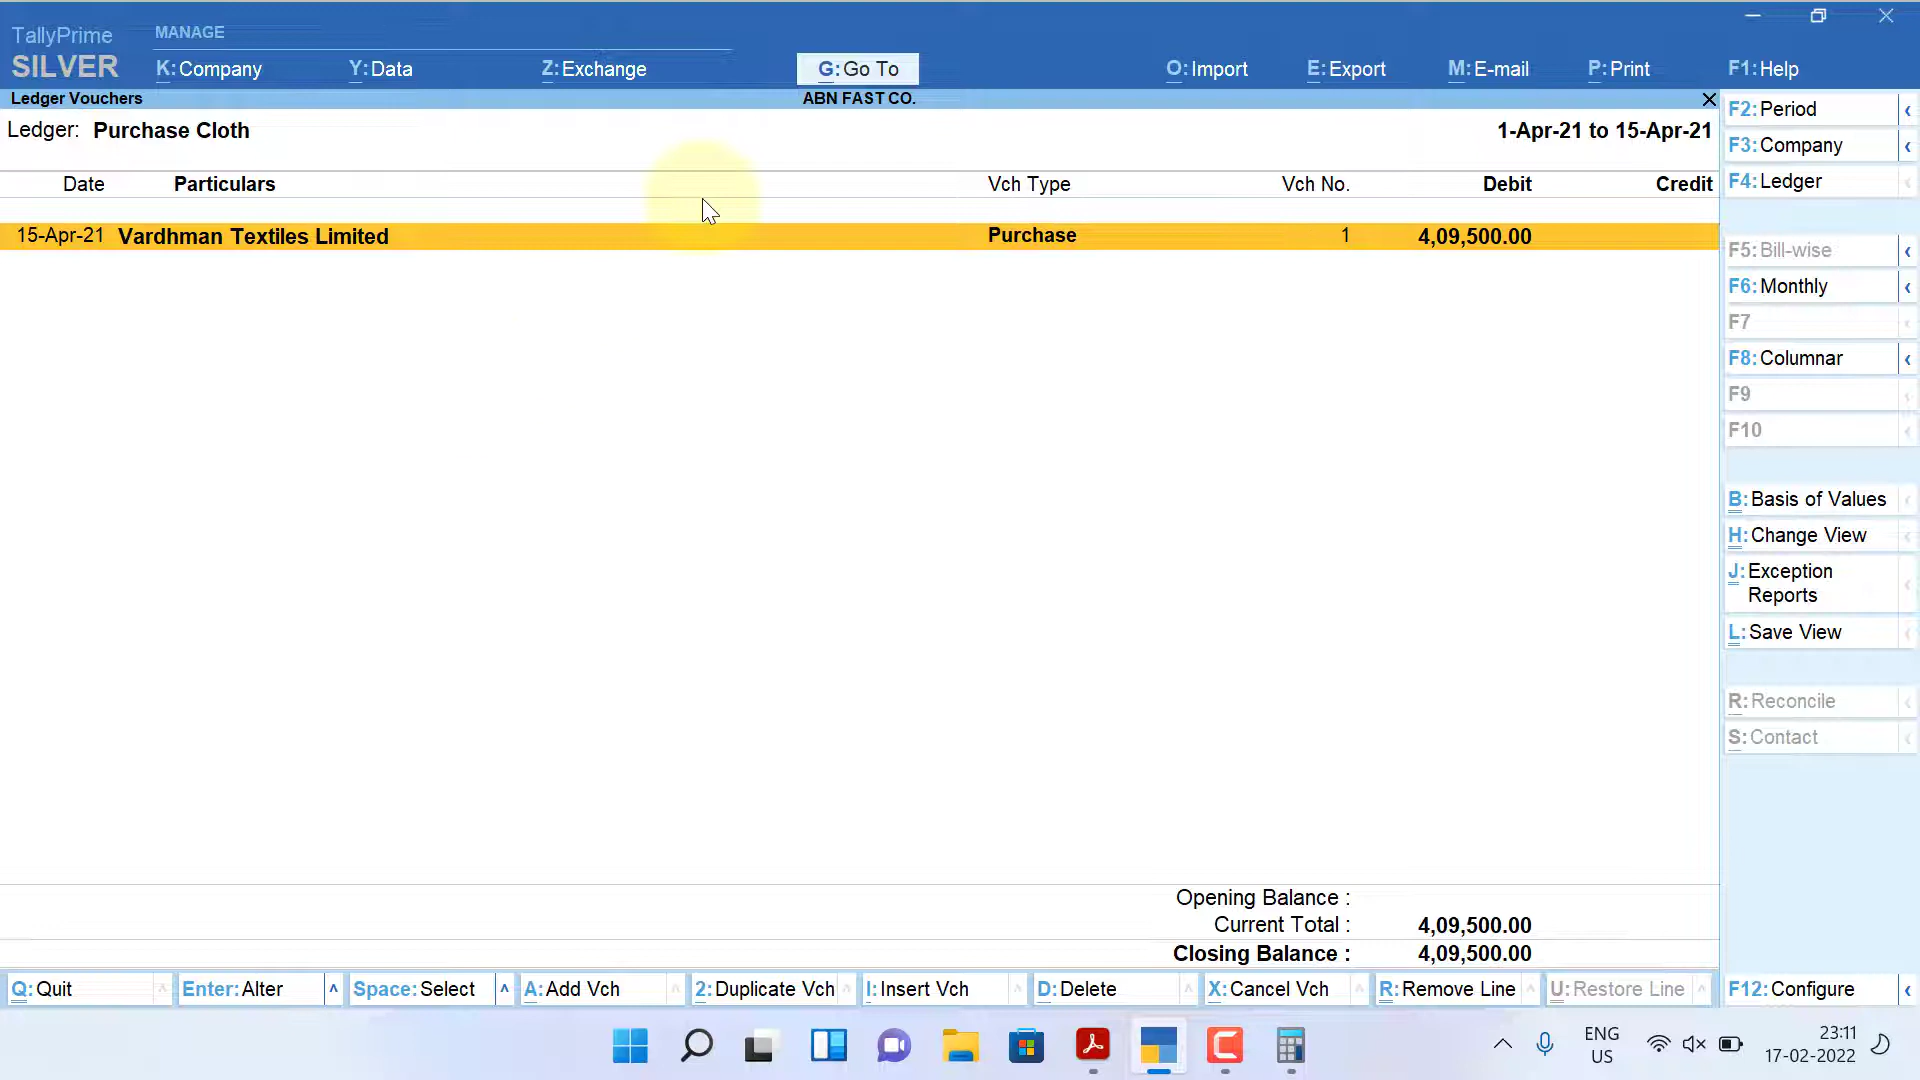 TallyPrime
SILVER
MANAGE
K:Company Y:Data Z:Exchange G:Go To O:Import E:Export M:E-mail P:Print F1:Help
Ledger Vouchers ABN FAST CO.
Ledger: Purchase Cloth 1-Apr-21 to 15-Apr-21
Date Particulars Vch Type Vch No. Debit Credit
15-Apr-21 Vardhman Textiles Limited Purchase 1 4,09,500.00
Opening Balance :
Current Total : 4,09,500.00
Closing Balance : 4,09,500.00
F2:Period
F3:Company
F4:Ledger
F5:Bill-wise
F6:Monthly
F7
F8:Columnar
F9
F10
B:Basis of Values
H:Change View
J:Exception
Reports
L:Save View
R:Reconcile
S:Contact
Q:Quit Enter:Alter Space:Select A:Add Vch 2:Duplicate Vch I:Insert Vch D:Delete X:Cancel Vch R:Remove Line U:Restore Line F12:Configure
ENG
US
23:11
17-02-2022